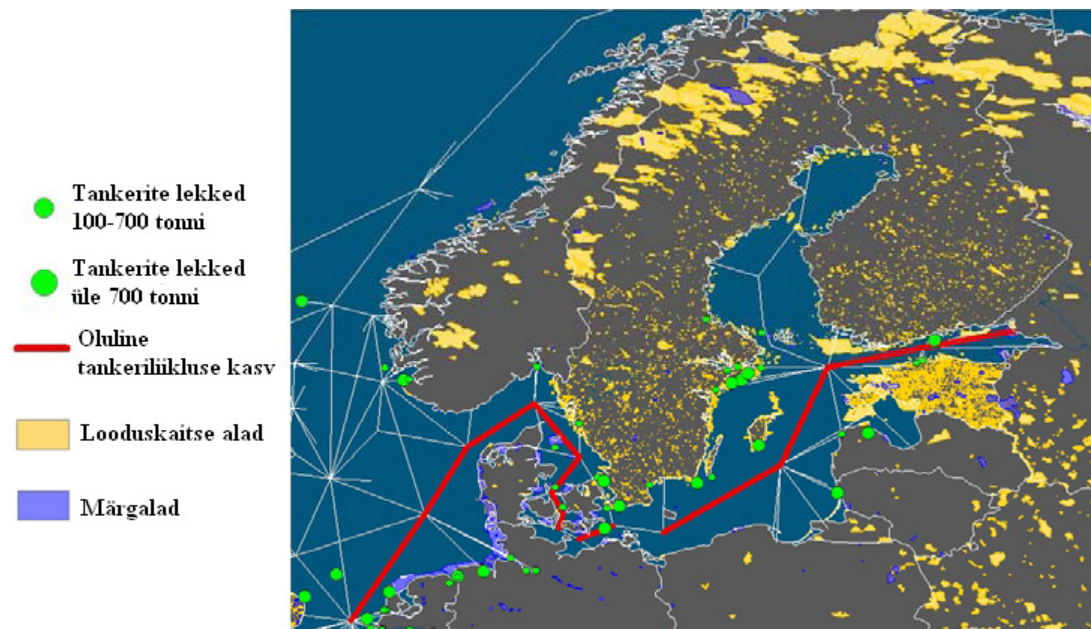 Tankerite lekked
100-700 tonni
Tankerite lekked
üle 700 tonni
Oluline
tankeriliikluse kasv
Looduskaitse alad
Märgalad